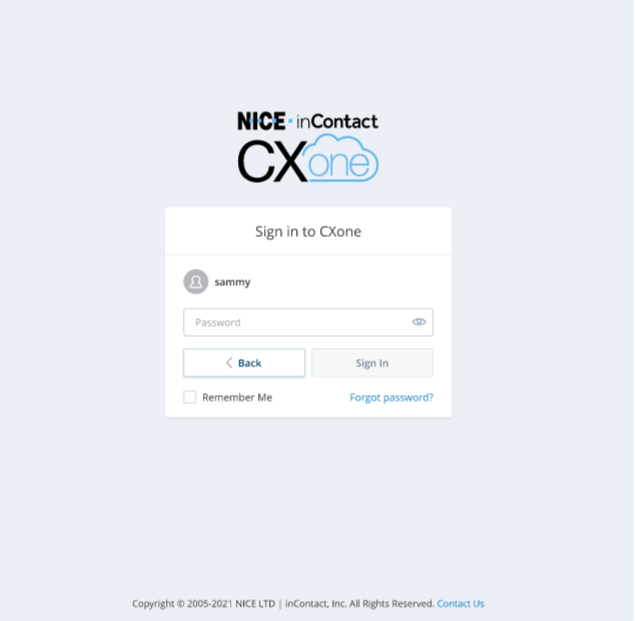 NICE · inContact
CXone
Sign in to CXone
sammy
Password
Back
Sign In
Remember Me
Forgot password?
Copyright © 2005-2021 NICE LTD | inContact, Inc. All Rights Reserved. Contact Us